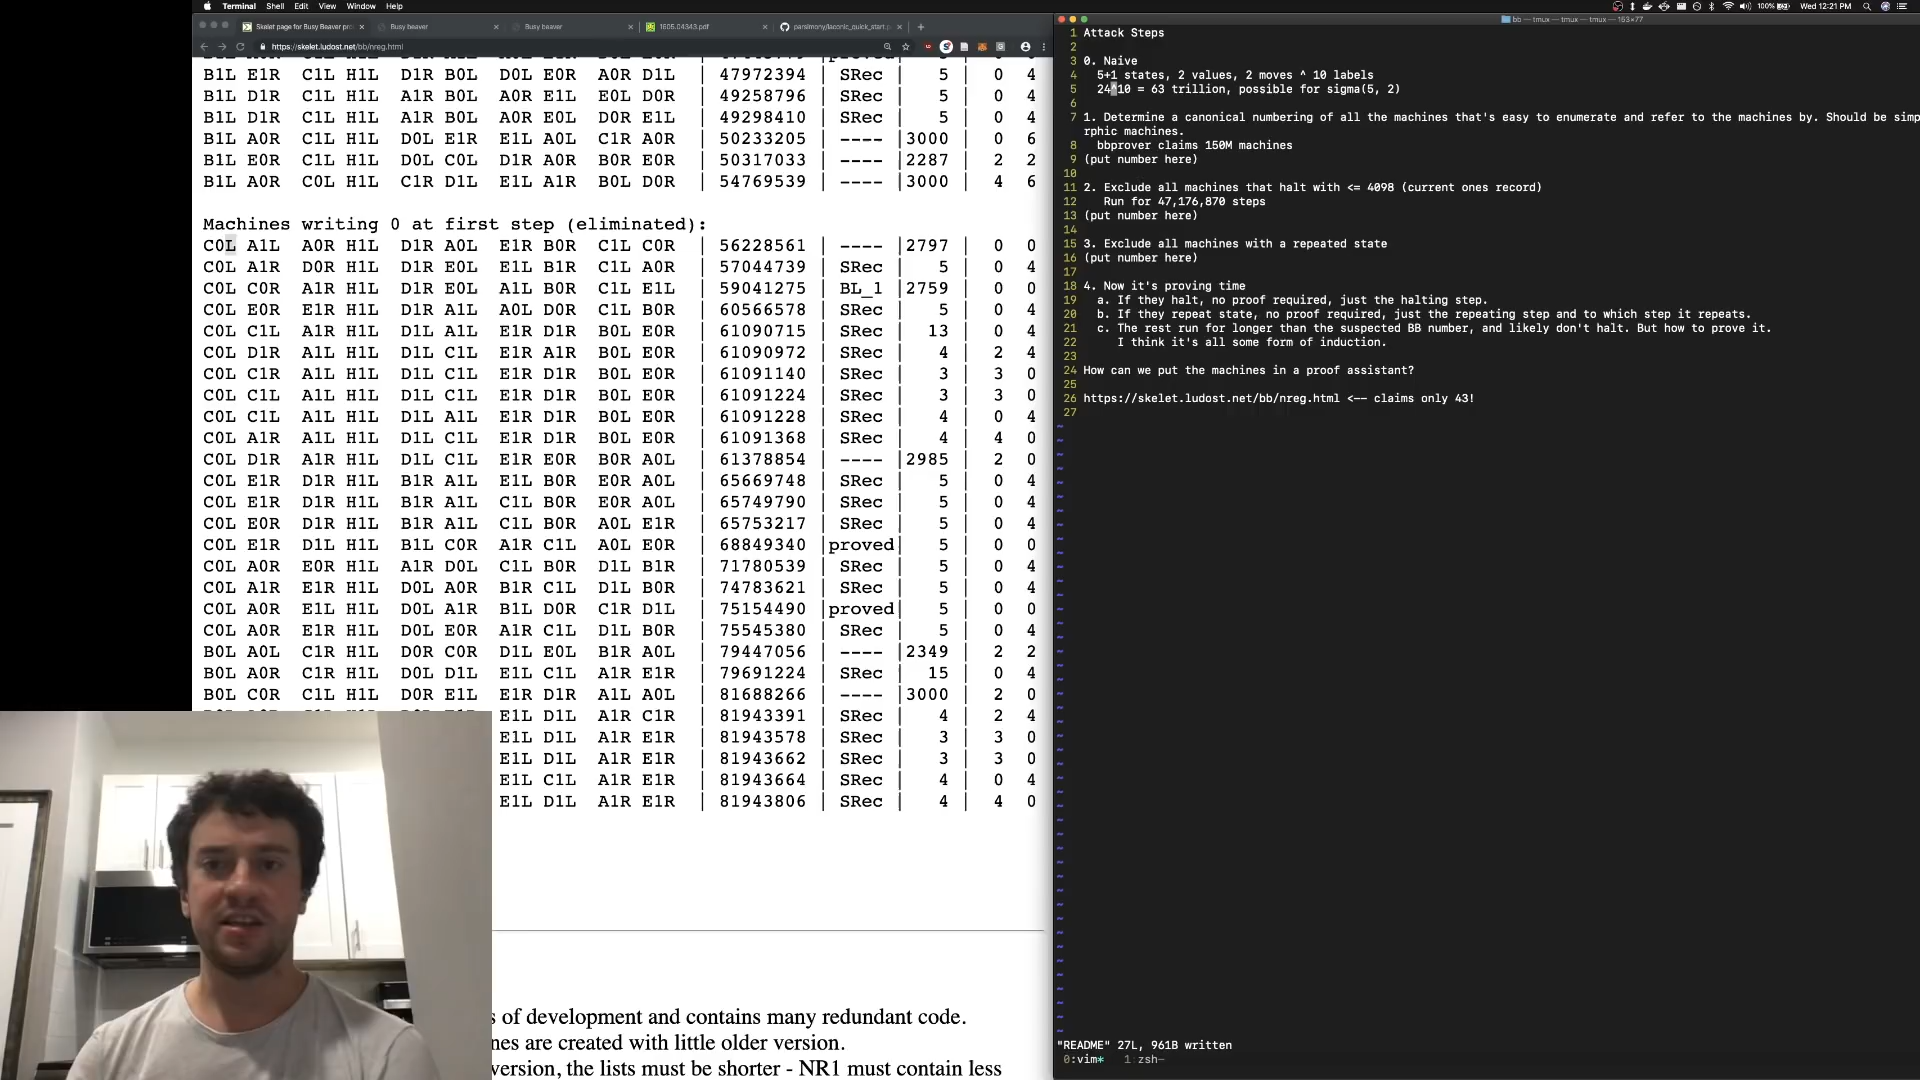 Terminal Shell Edit View Window Help
100% Wed 12:21 PM
Skelet page for Busy Beaver pro
Busy beaver
Busy beaver
1605.04343.pdf
parsimony/laconic_quick_start.p
bb — tmux — tmux — tmux — 153×77
https://skelet.ludost.net/bb/nreg.html
B1L E1R C1L H1L D1R B0L D0L E0R A0R D1L | 47972394 | SRec | 5 | 0 4
B1L D1R C1L H1L A1R B0L A0R E1L E0L D0R | 49258796 | SRec | 5 | 0 4
B1L A0R C1L H1L A1R B0L A0R E0L D0L E1R | 49298410 | SRec | 5 | 0 4
B1L A0R C1L H1L D0L E1R E1L A0L C1R A0R | 50233205 | ---- |3000 | 0 6
B1L E0R C1L H1L D0L C0L D1R A0R B0R E0R | 50317033 | ---- |2287 | 2 2
B1L A0R C0L H1L C1R D1L E1L A1R B0L D0R | 54769539 | ---- |3000 | 4 6
Machines writing 0 at first step (eliminated):
C0L A1L A0R H1L D1R A0L E1R B0R C1L C0R | 56228561 | ---- |2797 | 0 0
C0L A1R D0R H1L D1R E0L E1L B1R C1L A0R | 57044739 | SRec | 5 | 0 4
C0L C0R A1R H1L D1L E0L E1R A0R C1L E1L | 59041275 | BL_1 |2759 | 0 0
C0L E0R D1R H1L D1L E1L A1L D0R C1L B0R | 60566578 | SRec | 5 | 0 4
C0L C1L A1R H1L D1L A1L E1R D0R B0L E0R | 61090715 | SRec | 13 | 0 4
C0L D1R A1L H1L D1L C1L E1R A1R B0L E0R | 61090972 | SRec | 4 | 2 4
C0L C1R A1L H1L D1L C1L E1R D1R B0L E0R | 61091140 | SRec | 3 | 3 0
C0L E0R A1L H1L D1L C1L E1R D1R B0L E0R | 61091224 | SRec | 3 | 3 0
C0L C1L A1L H1L D1L C1L E1R D1R B0L E0R | 61091228 | SRec | 4 | 0 4
C0L A1R A1L H1L D1L C1L E1R D1R B0L E0R | 61091368 | SRec | 4 | 4 0
C0L D1R A1R H1L D1L C1L E1R E0R B0R A0L | 61378854 | ---- |2985 | 2 0
C0L E1R D1L H1L B1R A1L C1L D0R E0R A0L | 65669748 | SRec | 5 | 0 4
C0L E1R D1R H1L B1R A1L C1L B0R E0R A0L | 65749790 | SRec | 5 | 0 4
C0L E0R D1R H1L B1R A1L C1L B0R A0L E1R | 65753217 | SRec | 5 | 0 4
C0L E1R D1L H1L B1L C0R A1R C1L A0L E0R | 68849340 |proved| 5 | 0 0
C0L A0R E0R H1L A1R D0L C1L B0R D1L B1R | 71780539 | SRec | 5 | 0 4
C0L A1R E1R H1L D0L A0R B1R C1L D1L B0R | 74783621 | SRec | 5 | 0 4
C0L A0R E1L H1L D0L A1R B1L D0R C1R D1L | 75154490 |proved| 5 | 0 0
C0L A0R E1R H1L D0L E0R A1R C1L D1L B0R | 75545380 | SRec | 5 | 0 4
B0L A0L C1R H1L D0R C0R D1L E0L B1R A0L | 79447056 | ---- |2349 | 2 2
B0L A0R C1R H1L D0L D1L E1L C1L A1R E1R | 79691224 | SRec | 15 | 0 4
B0L C0R C1L H1L D0R E1L E1R D1R A1L A0L | 81688266 | ---- |3000 | 2 0
E1L D1L A1R C1R | 81943391 | SRec | 4 | 2 4
E1L D1L A1R E1R | 81943578 | SRec | 3 | 3 0
E1L D1L A1R E1R | 81943662 | SRec | 3 | 3 0
E1L C1L A1R E1R | 81943664 | SRec | 4 | 0 4
E1L D1L A1R E1R | 81943806 | SRec | 4 | 4 0
s of development and contains many redundant code.
nes are created with little older version.
version, the lists must be shorter - NR1 must contain less
1 Attack Steps
2
3 0. Naive
4 5+1 states, 2 values, 2 moves ^ 10 labels
5 24^10 = 63 trillion, possible for sigma(5, 2)
6
7 1. Determine a canonical numbering of all the machines that's easy to enumerate and refer to the machines by. Should be simp
rphic machines.
8 bbprover claims 150M machines
9 (put number here)
10
11 2. Exclude all machines that halt with <= 4098 (current ones record)
12 Run for 47,176,870 steps
13 (put number here)
14
15 3. Exclude all machines with a repeated state
16 (put number here)
17
18 4. Now it's proving time
19 a. If they halt, no proof required, just the halting step.
20 b. If they repeat state, no proof required, just the repeating step and to which step it repeats.
21 c. The rest run for longer than the suspected BB number, and likely don't halt. But how to prove it.
22 I think it's all some form of induction.
23
24 How can we put the machines in a proof assistant?
25
26 https://skelet.ludost.net/bb/nreg.html <-- claims only 43!
27
"README" 27L, 961B written
0:vim* 1:zsh-